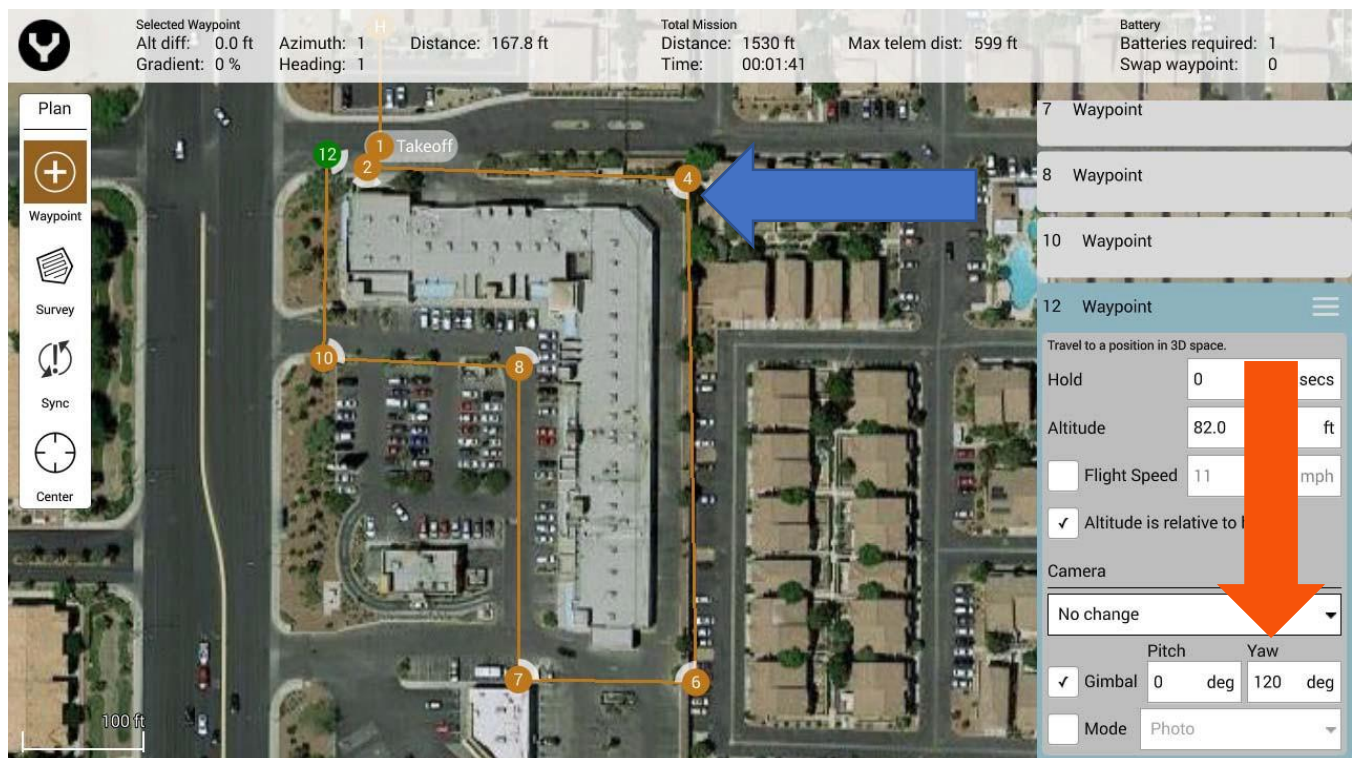 Selected Waypoint
Alt diff: 0.0 ft Azimuth: 1 Distance: 167.8 ft
Gradient: 0 % Heading: 1
Total Mission
Distance: 1530 ft Max telem dist: 599 ft
Time: 00:01:41
Battery
Batteries required: 1
Swap waypoint: 0
H
Plan
Waypoint
Survey
Sync
Center
12
1 Takeoff
2
4
10
8
7
6
100 ft
7 Waypoint
8 Waypoint
10 Waypoint
12 Waypoint
Travel to a position in 3D space.
Hold 0 secs
Altitude 82.0 ft
Flight Speed 11 mph
Altitude is relative to
Camera
No change
Pitch Yaw
Gimbal 0 deg 120 deg
Mode Photo